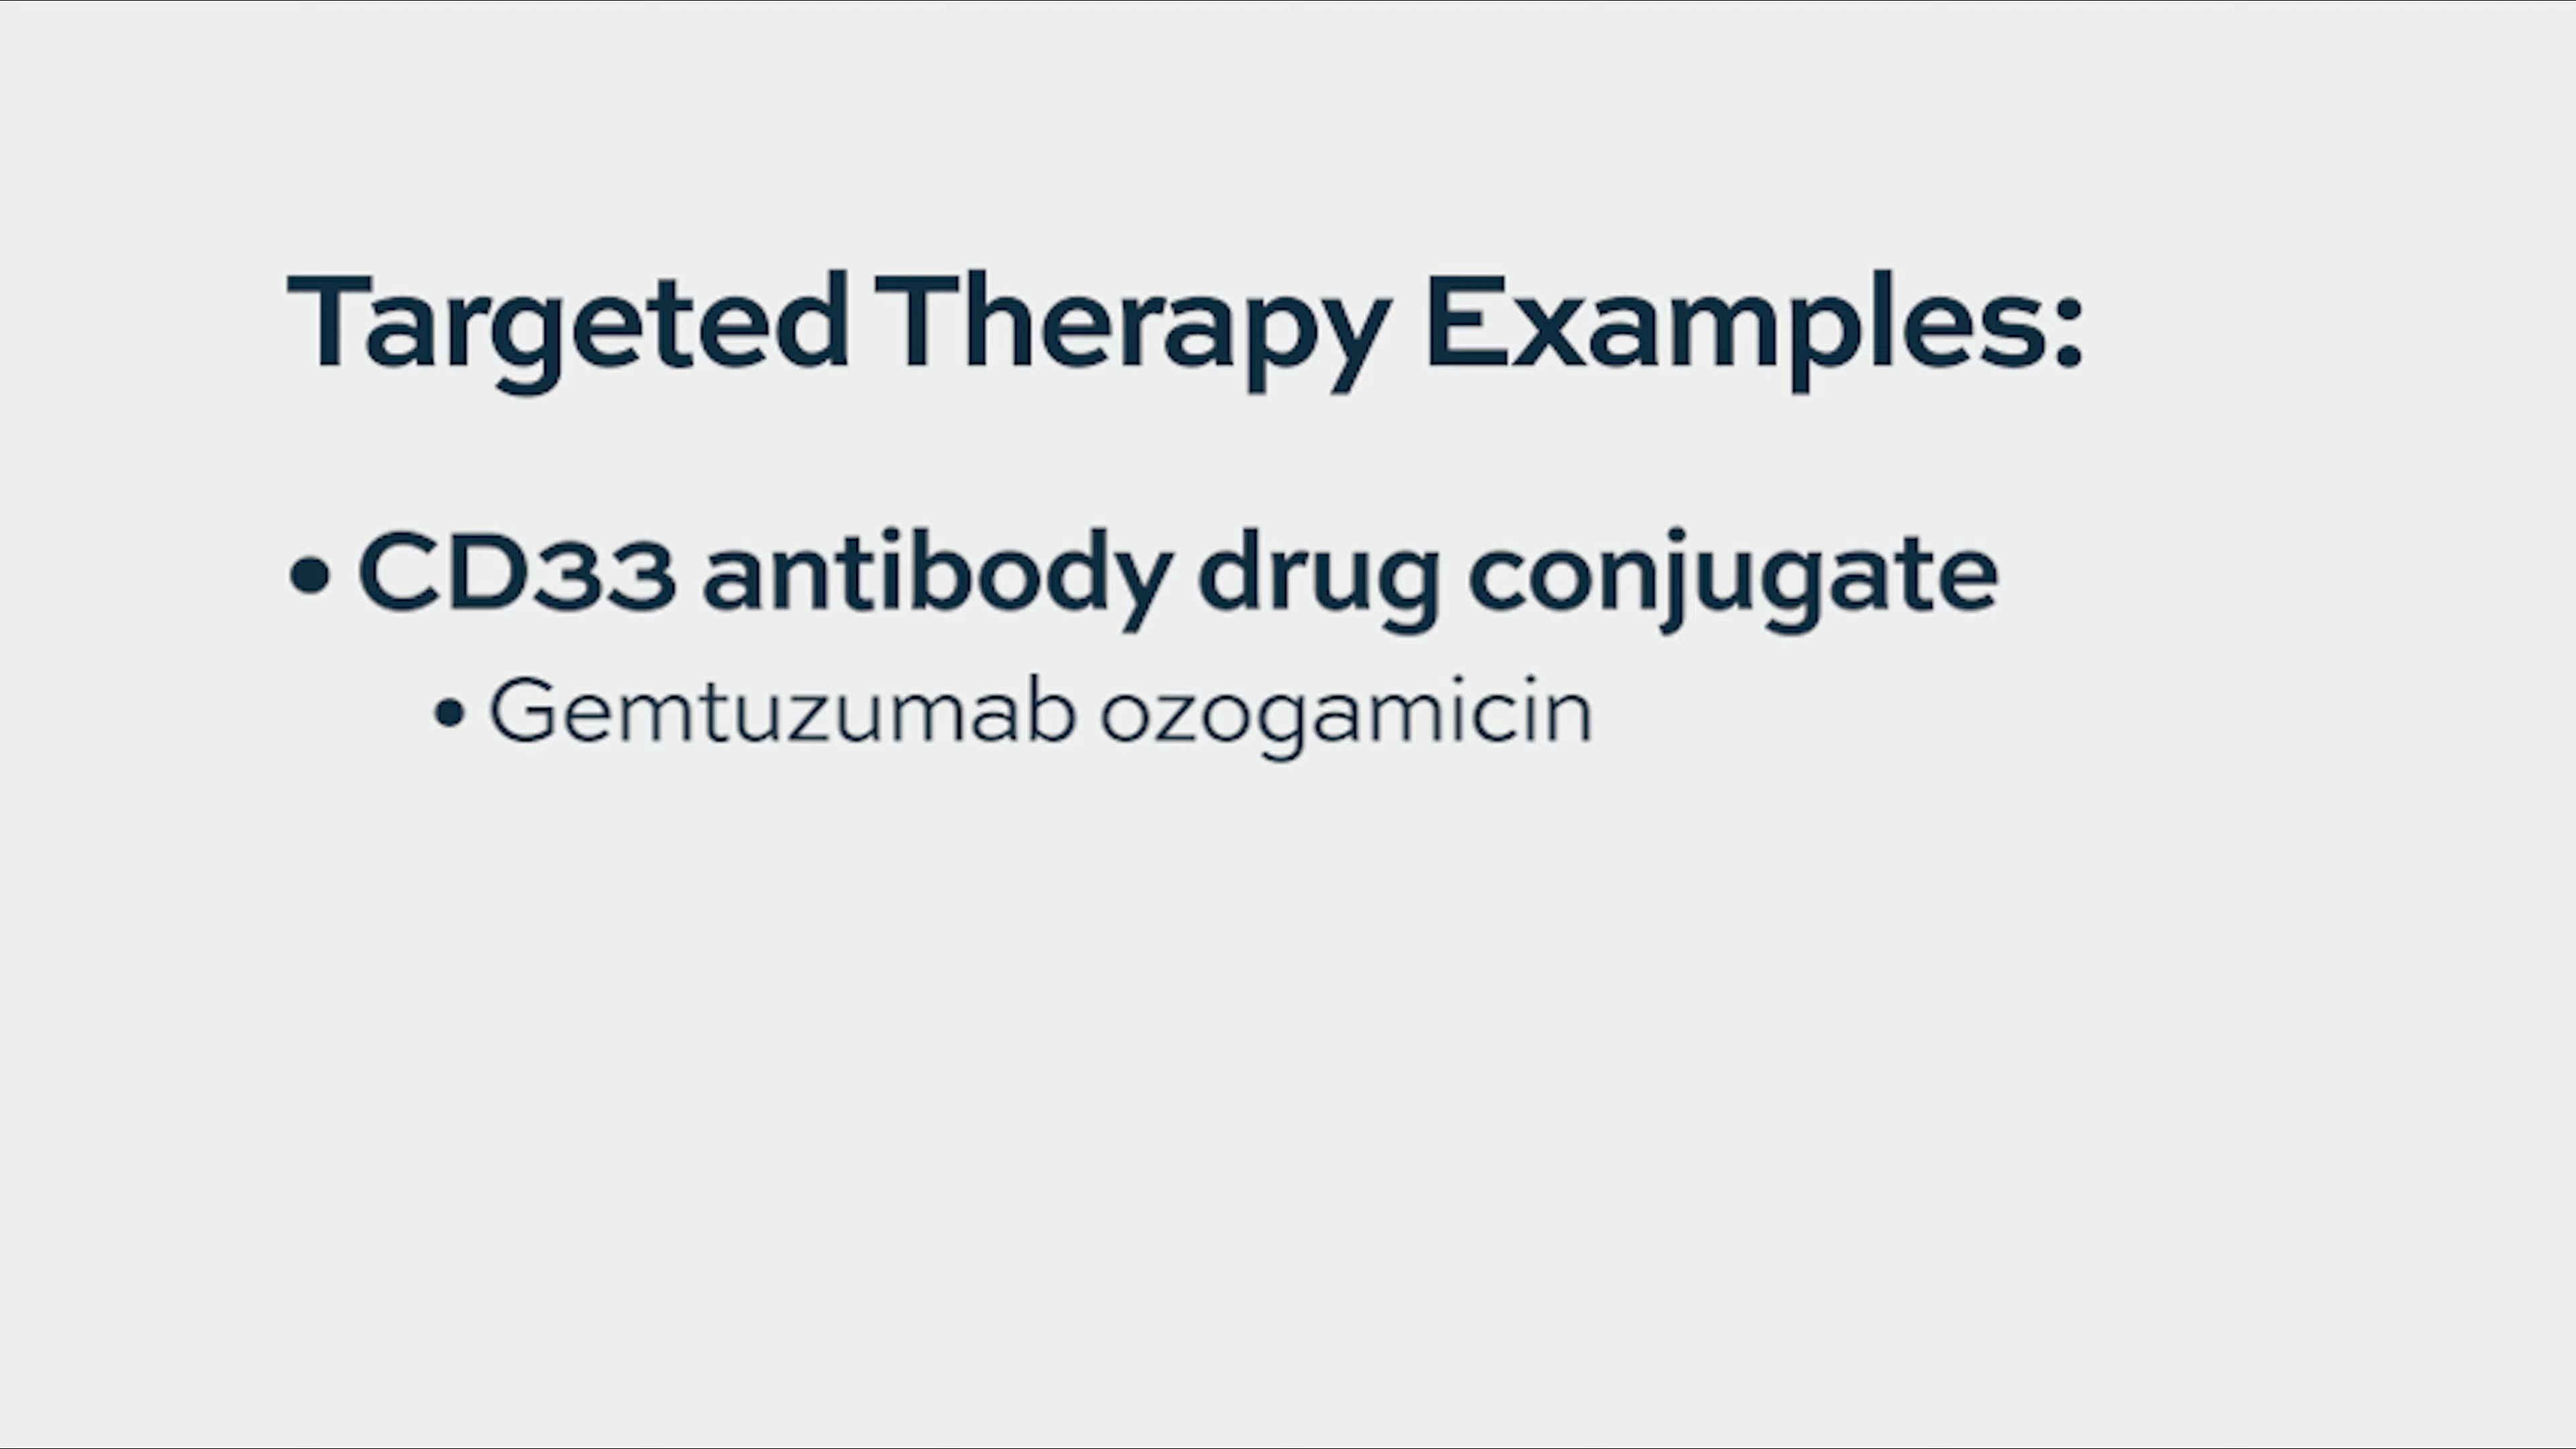 Targeted Therapy Examples:
• CD33 antibody drug conjugate
• Gemtuzumab ozogamicin